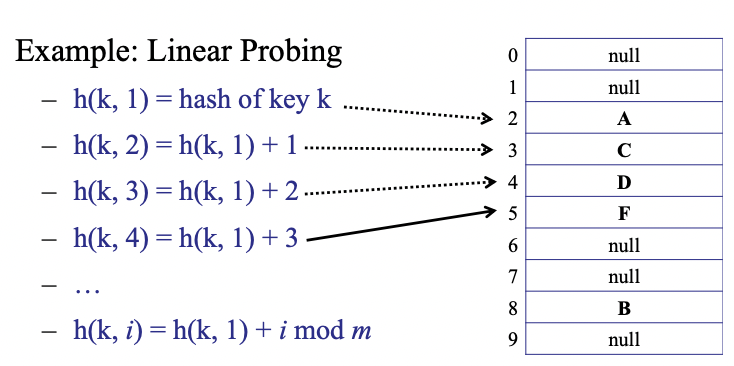 Example: Linear Probing
– h(k, 1) = hash of key k
– h(k, 2) = h(k, 1) + 1
– h(k, 3) = h(k, 1) + 2
– h(k, 4) = h(k, 1) + 3
– …
– h(k, i) = h(k, 1) + i mod m
0 null
1 null
2 A
3 C
4 D
5 F
6 null
7 null
8 B
9 null